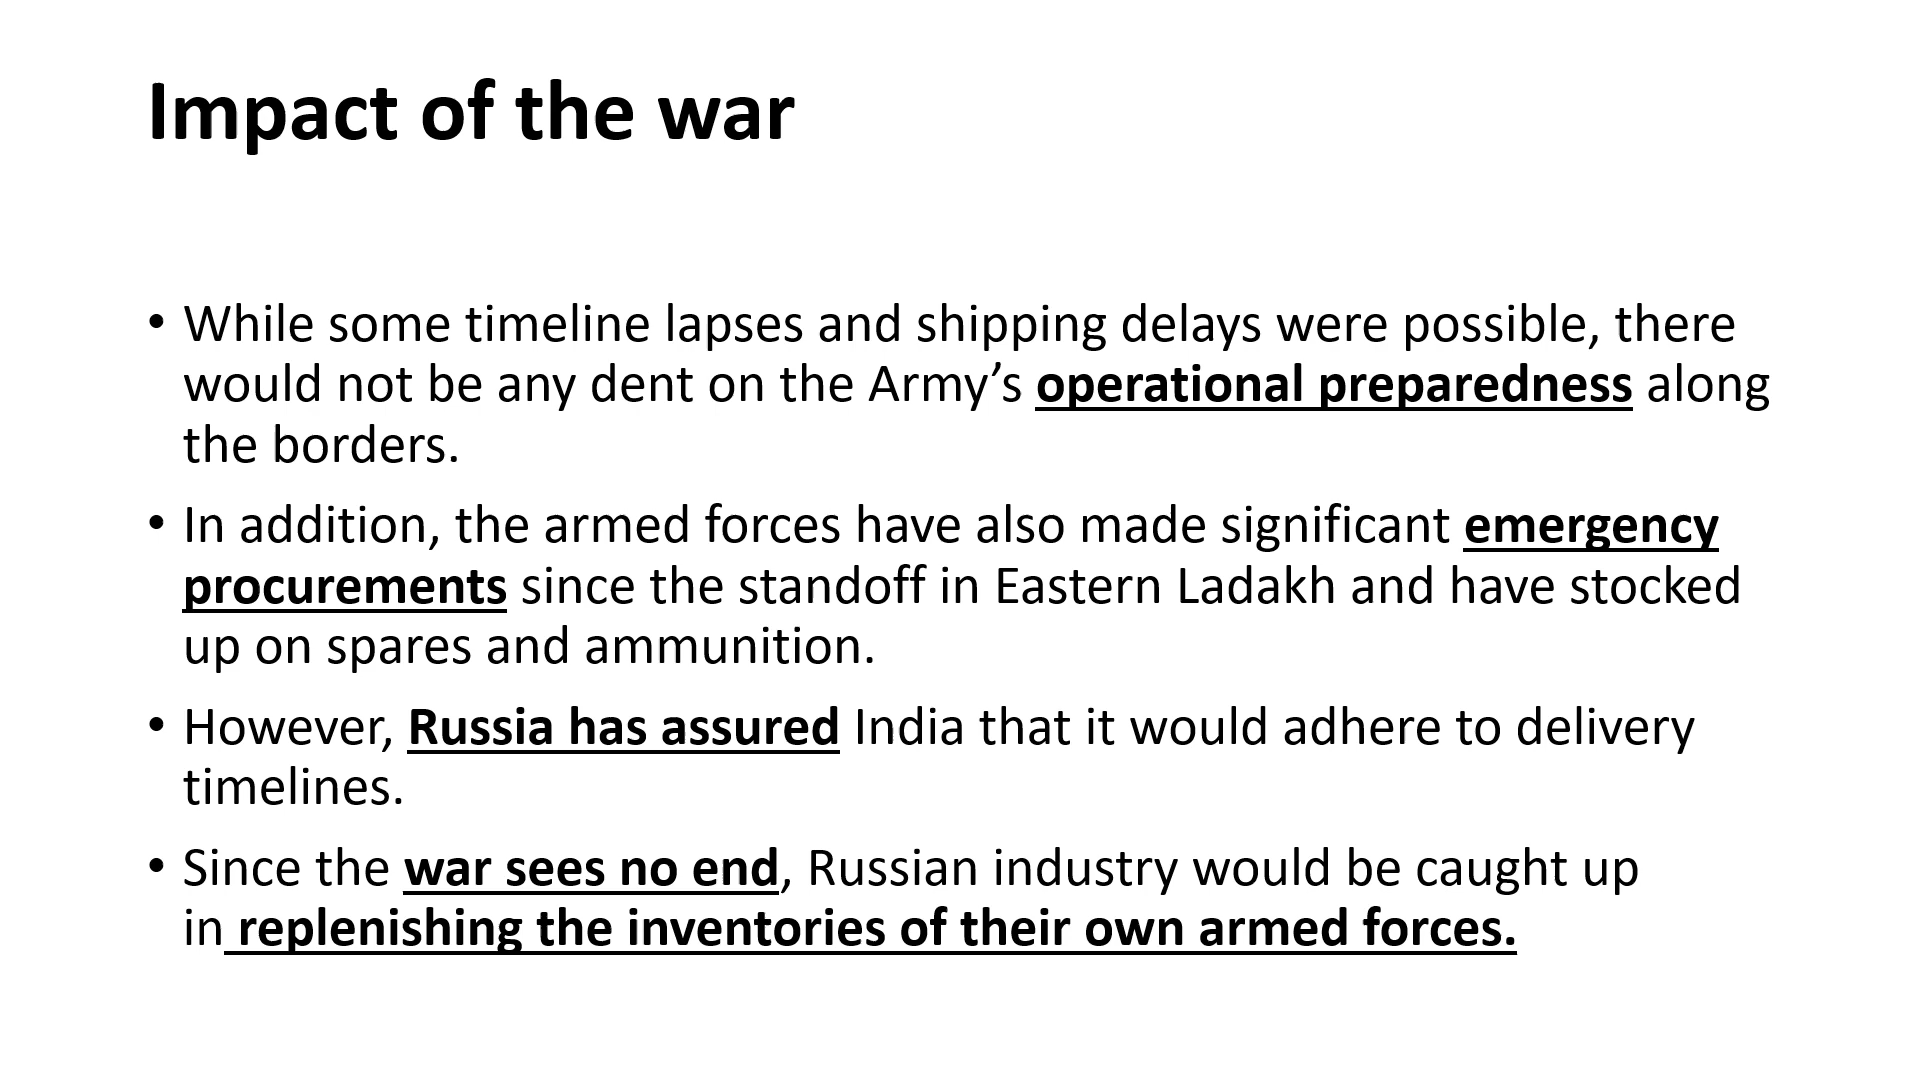 Impact of the war
• While some timeline lapses and shipping delays were possible, there
would not be any dent on the Army’s operational preparedness along
the borders.
• In addition, the armed forces have also made significant emergency
procurements since the standoff in Eastern Ladakh and have stocked
up on spares and ammunition.
• However, Russia has assured India that it would adhere to delivery
timelines.
• Since the war sees no end, Russian industry would be caught up
in replenishing the inventories of their own armed forces.